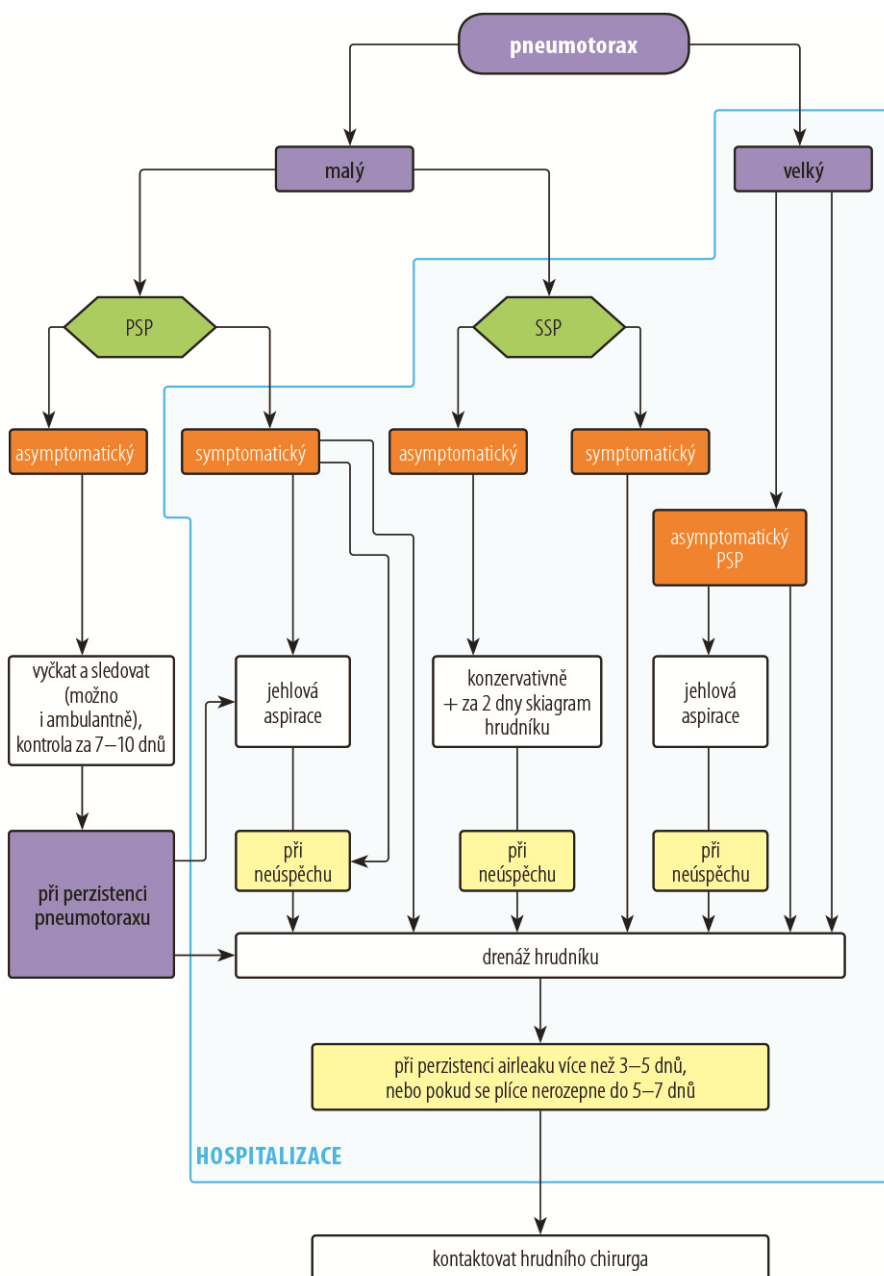 pneumotorax
malý
velký
PSP
SSP
asymptomatický
symptomatický
asymptomatický
symptomatický
asymptomatický
PSP
vyčkat a sledovat
(možno
i ambulantně),
kontrola za 7–10 dnů
jehlová
aspirace
konzervativně
+ za 2 dny skiagram
hrudníku
jehlová
aspirace
při perzistenci
pneumotoraxu
při
neúspěchu
při
neúspěchu
při
neúspěchu
drenáž hrudníku
při perzistenci airleaku více než 3–5 dnů,
nebo pokud se plíce nerozepne do 5–7 dnů
HOSPITALIZACE
kontaktovat hrudního chirurga